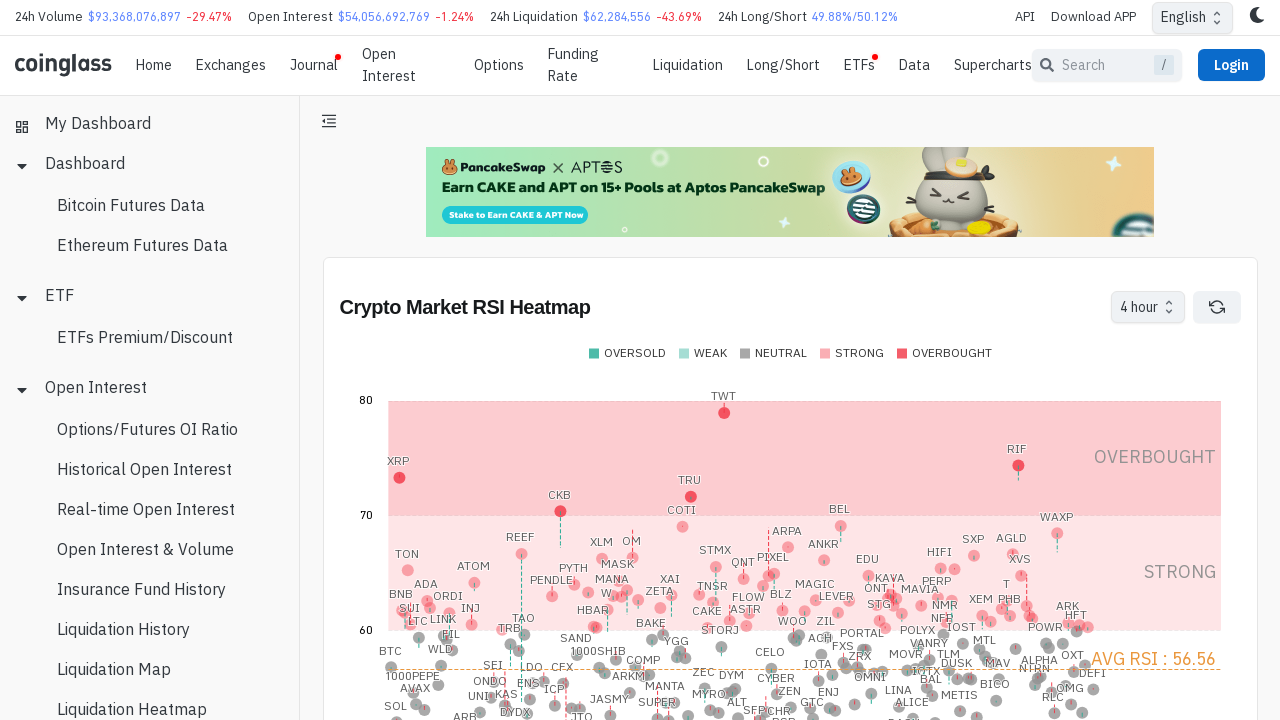 24h Volume $93,368,076,897 -29.47% Open Interest $54,056,692,769 -1.24% 24h Liquidation $62,284,556 -43.69% 24h Long/Short 49.88%/50.12% API Download APP English
coinglass Home Exchanges Journal Open Interest Options Funding Rate Liquidation Long/Short ETFs Data Supercharts Search / Login
My Dashboard
Dashboard
Bitcoin Futures Data
Ethereum Futures Data
ETF
ETFs Premium/Discount
Open Interest
Options/Futures OI Ratio
Historical Open Interest
Real-time Open Interest
Open Interest & Volume
Insurance Fund History
Liquidation History
Liquidation Map
Liquidation Heatmap
PancakeSwap X APTOS
Earn CAKE and APT on 15+ Pools at Aptos PancakeSwap
Stake to Earn CAKE & APT Now
Crypto Market RSI Heatmap
4 hour
OVERSOLD WEAK NEUTRAL STRONG OVERBOUGHT
80
TWT
OVERBOUGHT
XRP RIF
TRU
CKB
COTI BEL
70
WAXP
REEF ARPA
XLM OM ANKR SXP AGLD
TON STMX HIFI
MASK QNT PIXEL EDU XVS
ATOM PYTH
STRONG
PENDLE MANA XAI KAVA PERP
ADA TNSR MAGIC T
BNB ORDI ZETA FLOW BLZ LEVER ONT MAVIA
SUI INJ HBAR CAKE ASTR STG NMR XEM PHB ARK
LTC LINK TAO BAKE WOO ZIL NFP HFT
60
FIL TRB STORJ POLYX TOST POWR
SAND YGG ACH PORTAL VANRY MTL
BTC WLD 1000SHIB CELO FXS MOVR TLM OXT
AVG RSI : 56.56
SEI LDO CFX COMP IOTA ZRX DUSK MAV ALPHA
1000PEPE ARKM ZEC DYM CYBER OMNI IOTX DEFI
AVAX ONDO ENS ICP MANTA ZEN ENJ LINA BAL BICO OMG
UNI KAS JASMY MYRO METIS RLC
SOL SUPER ALT GTC ALICE
ARB DYDX JTO CHR